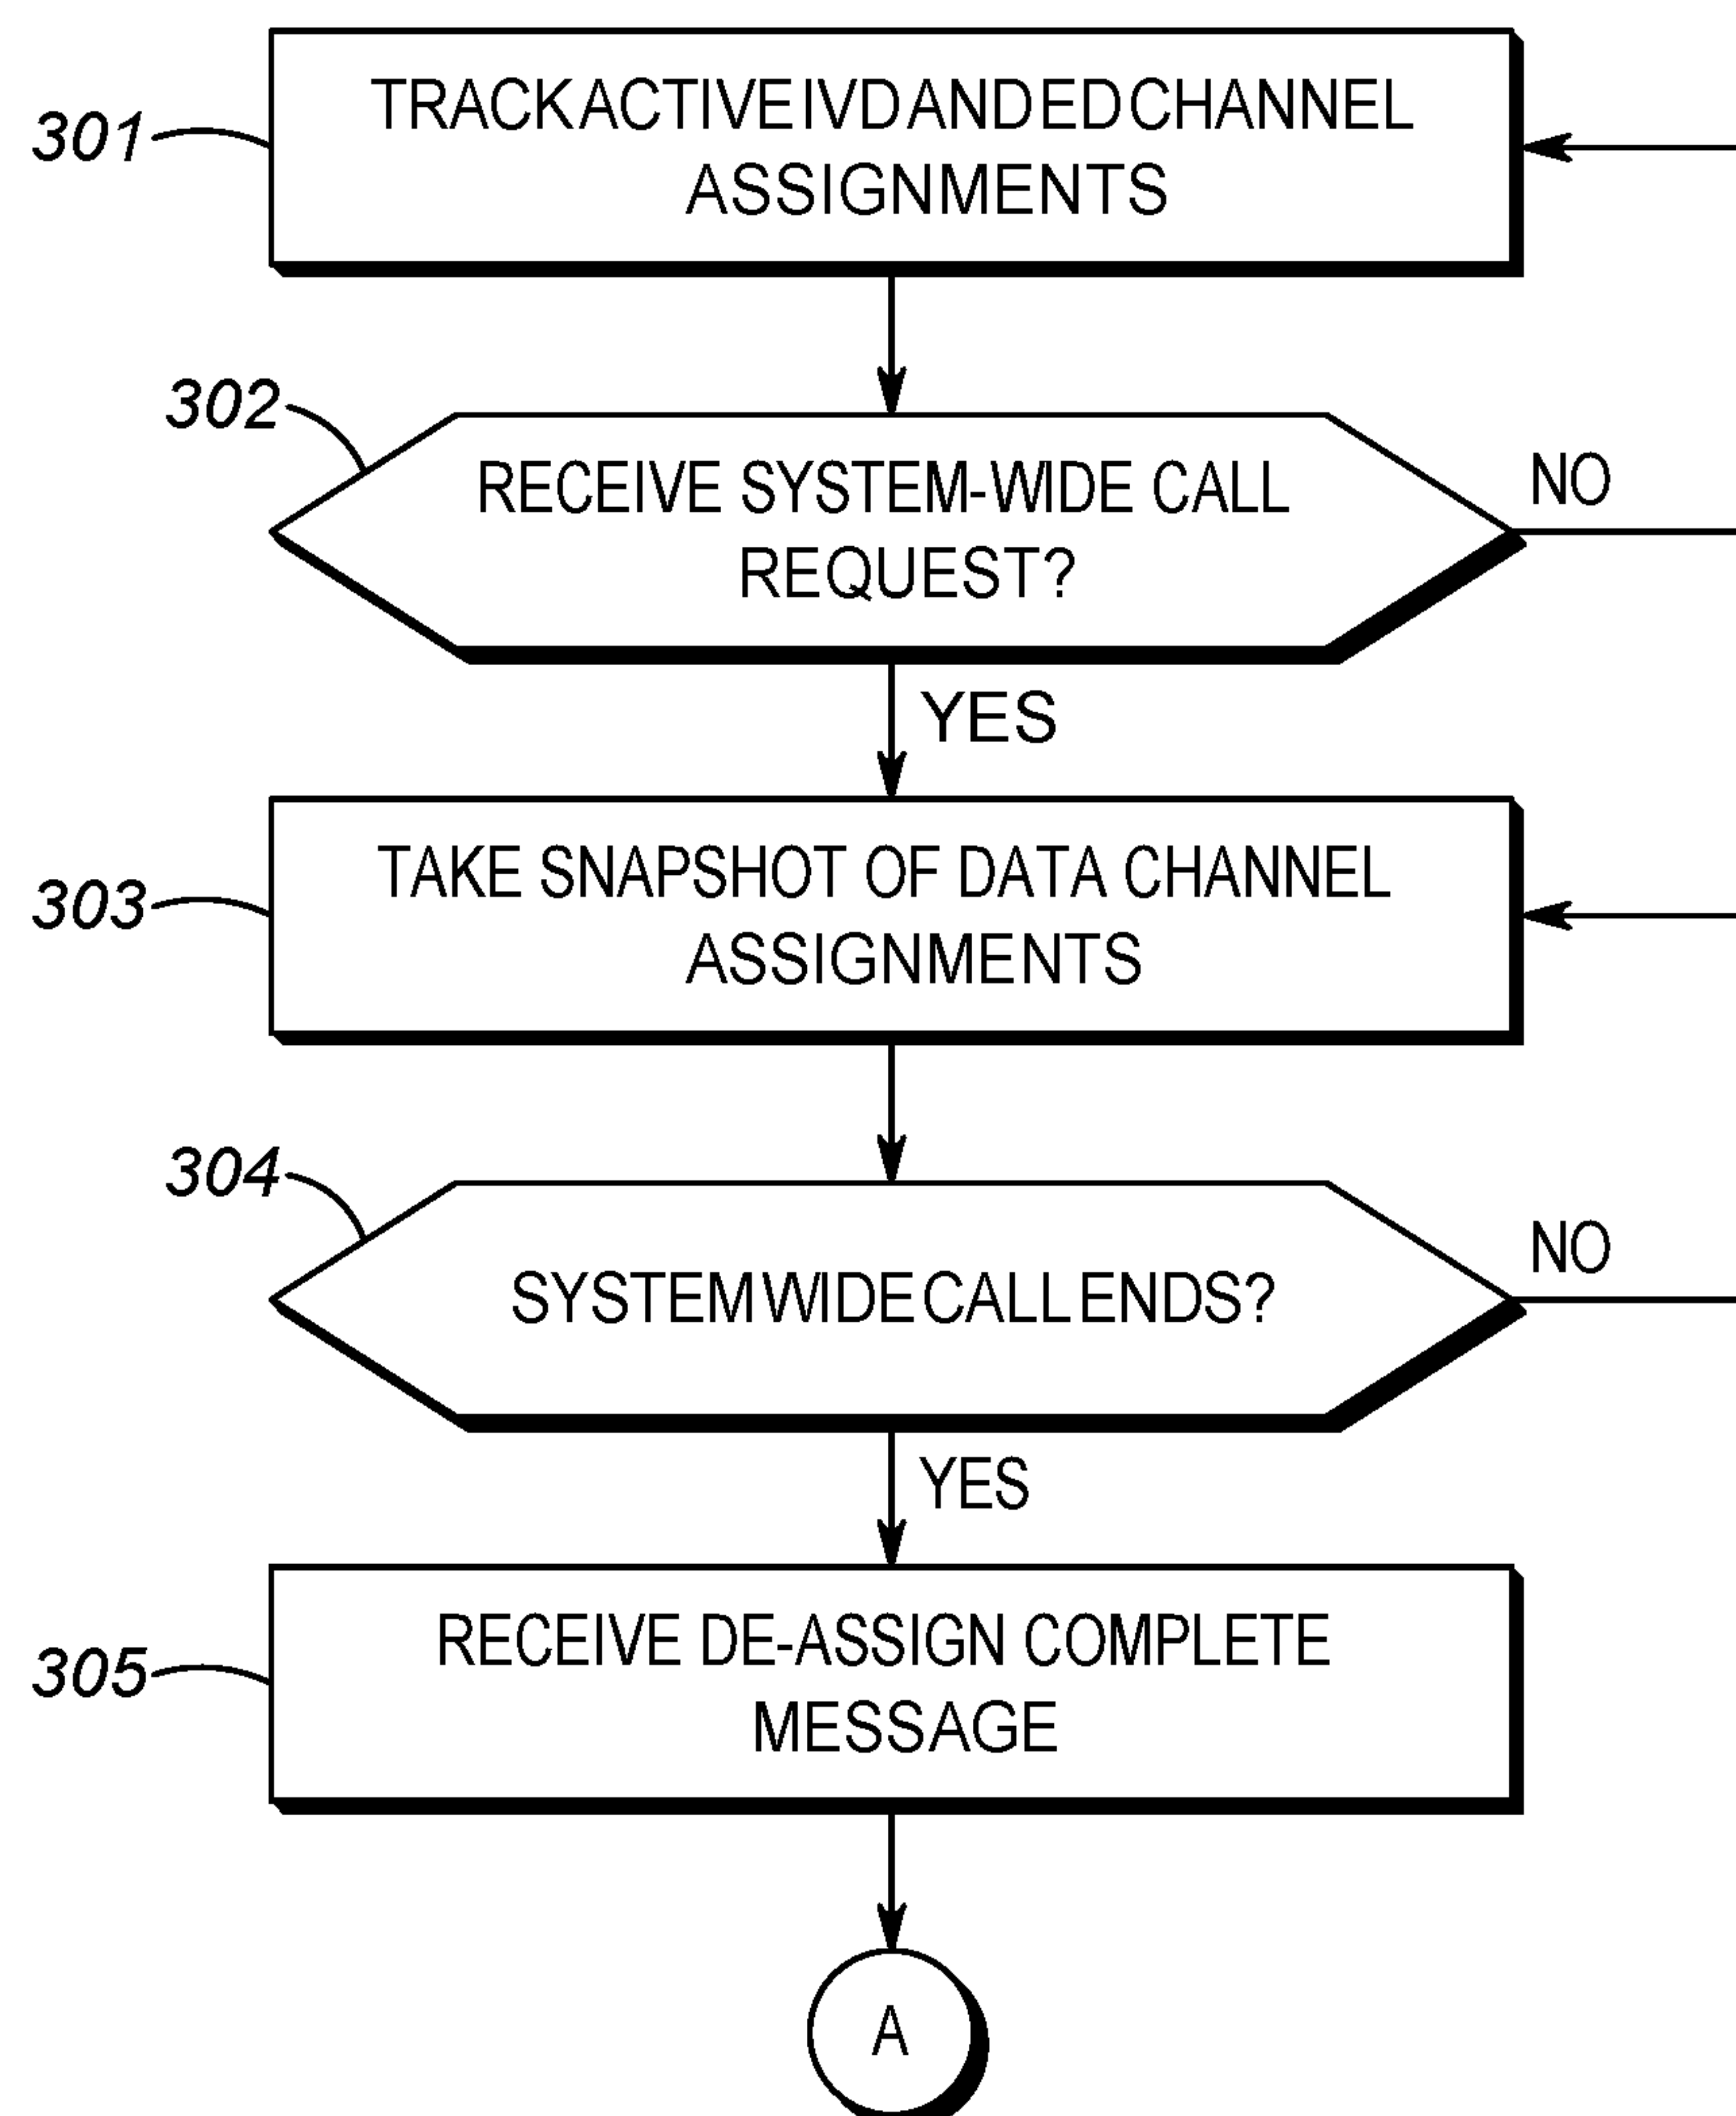 301
TRACK ACTIVE IVD AND ED CHANNEL
ASSIGNMENTS
302
RECEIVE SYSTEM-WIDE CALL
REQUEST?
NO
YES
303
TAKE SNAPSHOT OF DATA CHANNEL
ASSIGNMENTS
304
SYSTEM WIDE CALL ENDS?
NO
YES
305
RECEIVE DE-ASSIGN COMPLETE
MESSAGE
A